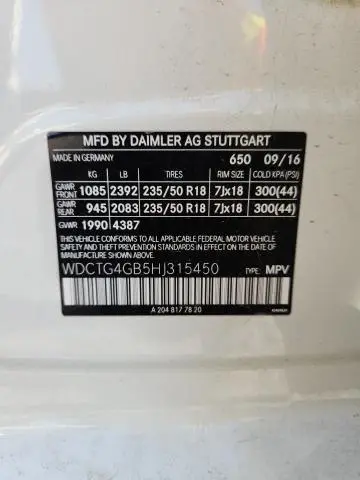 MFD BY DAIMLER AG STUTTGART
MADE IN GERMANY 650 09/16
KG LB TIRES RIM SIZE COLD KPA (PSI)
GAWR FRONT 1085 2392 235/50 R18 7Jx18 300(44)
GAWR REAR 945 2083 235/50 R18 7Jx18 300(44)
GVWR 1990 4387
THIS VEHICLE CONFORMS TO ALL APPLICABLE FEDERAL MOTOR VEHICLE
SAFETY, BUMPER AND THEFT PREVENTION STANDARDS IN EFFECT ON THE
DATE OF MANUFACTURE SHOWN ABOVE.
WDCTG4GB5HJ315450 TYPE: MPV
A 204 817 78 20